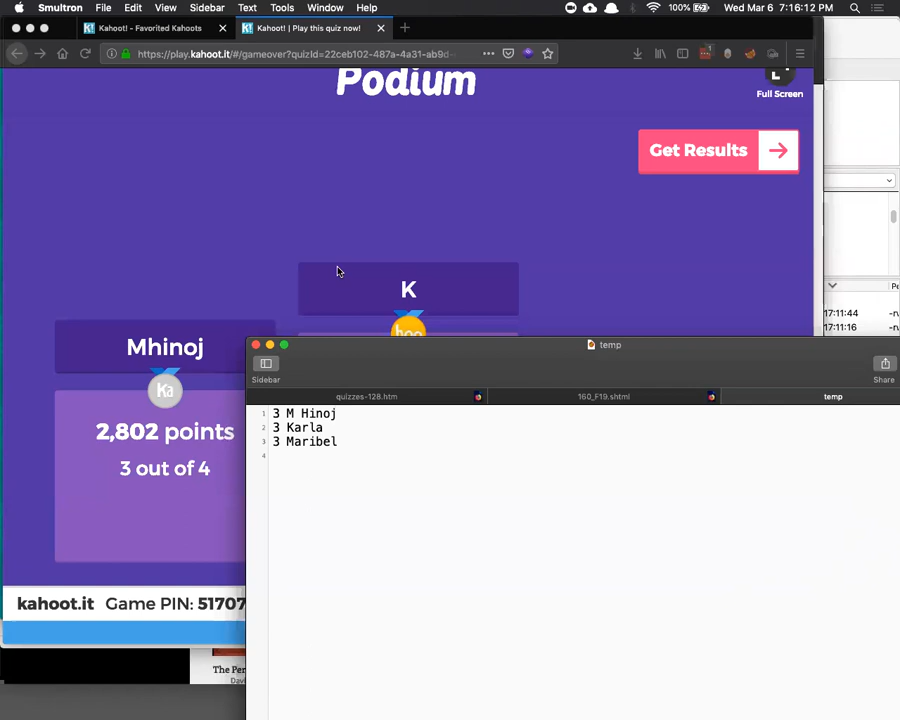 Smultron File Edit View Sidebar Text Tools Window Help 100% Wed Mar 6 7:16:12 PM
K! Kahoot! - Favorited Kahoots × K! Kahoot! | Play this quiz now! × +
https://play.kahoot.it/#/gameover?quizId=22ceb102-487a-4a31-ab9d-
Podium
Full Screen
Get Results
K
hoo
Mhinoj
Ka
2,802 points
3 out of 4
17:11:44
17:11:16
temp
Sidebar
Share
quizzes-128.htm 160_F19.shtml temp
1 3 M Hinoj
2 3 Karla
3 3 Maribel
4
kahoot.it Game PIN: 51707
The Per